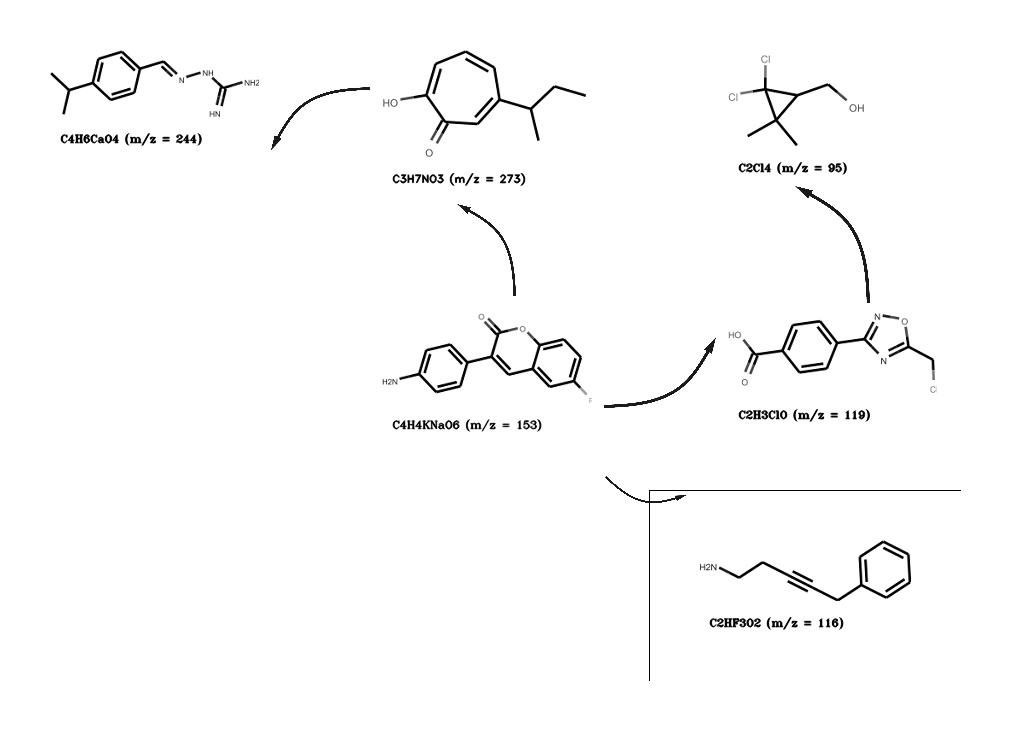 N
NH
NH2
HN
C4H6CaO4 (m/z = 244)
HO
O
C3H7NO3 (m/z = 273)
Cl
Cl
OH
C2Cl4 (m/z = 95)
O
O
H2N
F
C4H4KNaO6 (m/z = 153)
N
O
HO
O
N
Cl
C2H3ClO (m/z = 119)
H2N
C2HF3O2 (m/z = 116)